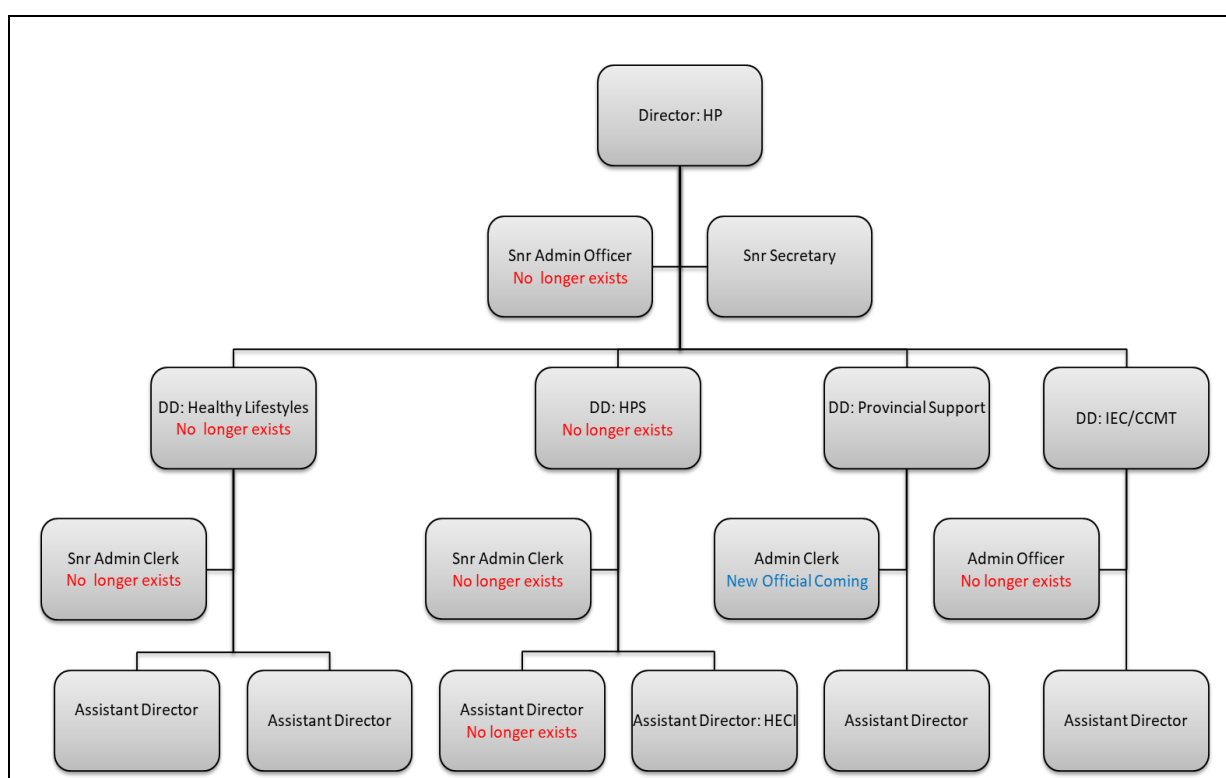 Director: HP
Snr Admin Officer
No longer exists
Snr Secretary
DD: Healthy Lifestyles
No longer exists
DD: HPS
No longer exists
DD: Provincial Support
DD: IEC/CCMT
Snr Admin Clerk
No longer exists
Snr Admin Clerk
No longer exists
Admin Clerk
New Official Coming
Admin Officer
No longer exists
Assistant Director
Assistant Director
Assistant Director
No longer exists
Assistant Director: HECI
Assistant Director
Assistant Director